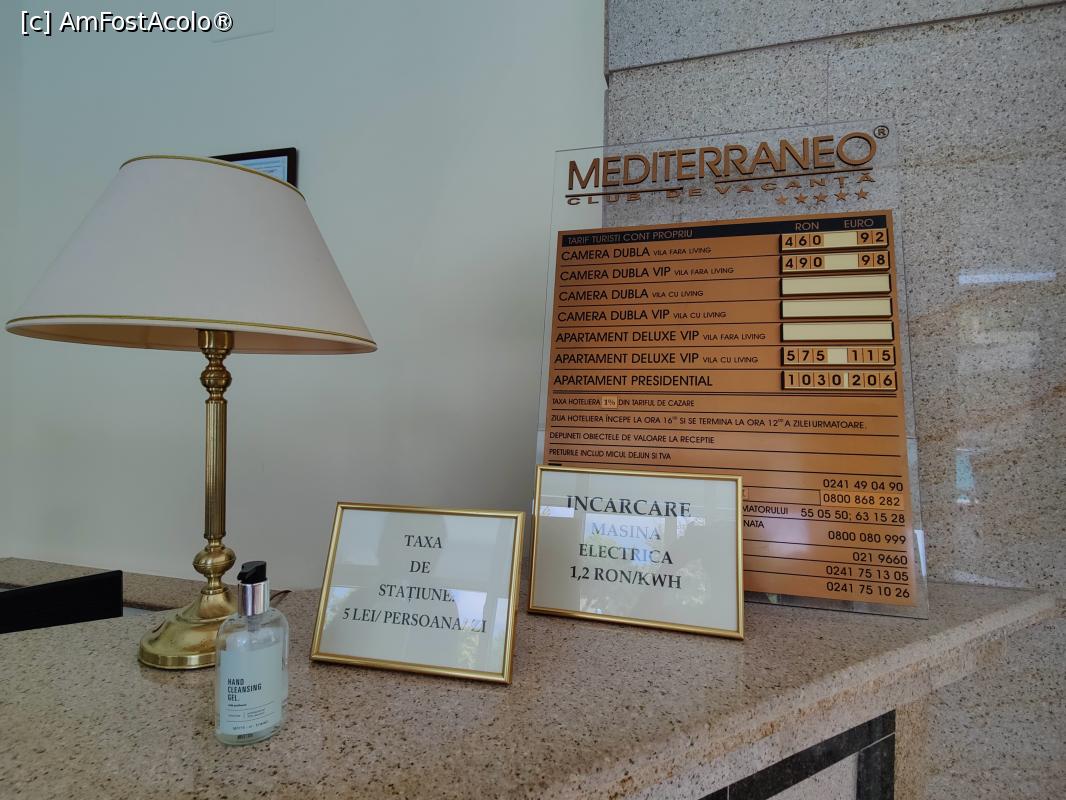 [c] AmFostAcolo®
MEDITERRANEO®
CLUB DE VACANȚĂ
RON EURO
TARIF TURISTI CONT PROPRIU
CAMERA DUBLA VILA FARA LIVING 460 92
CAMERA DUBLA VIP VILA FARA LIVING 490 98
CAMERA DUBLA VILA CU LIVING
CAMERA DUBLA VIP VILA CU LIVING
APARTAMENT DELUXE VIP VILA FARA LIVING
APARTAMENT DELUXE VIP VILA CU LIVING 575 115
APARTAMENT PRESIDENTIAL 1030 206
TAXA HOTELIERA 1% DIN TARIFUL DE CAZARE
ZIUA HOTELIERA ÎNCEPE LA ORA 16⁰⁰ SI SE TERMINA LA ORA 12⁰⁰ A ZILEI URMATOARE.
DEPUNETI OBIECTELE DE VALOARE LA RECEPTIE
PRETURILE INCLUD MICUL DEJUN SI TVA
0241 49 04 90
0800 868 282
MATORULUI 55 05 50; 63 15 28
NATA
0800 080 999
021 9660
0241 75 13 05
0241 75 10 26
INCARCARE
MASINA
ELECTRICA
1,2 RON/KWH
TAXA
DE
STAȚIUNE.
5 LEI/ PERSOANA/ZI
HAND
CLEANSING
GEL.